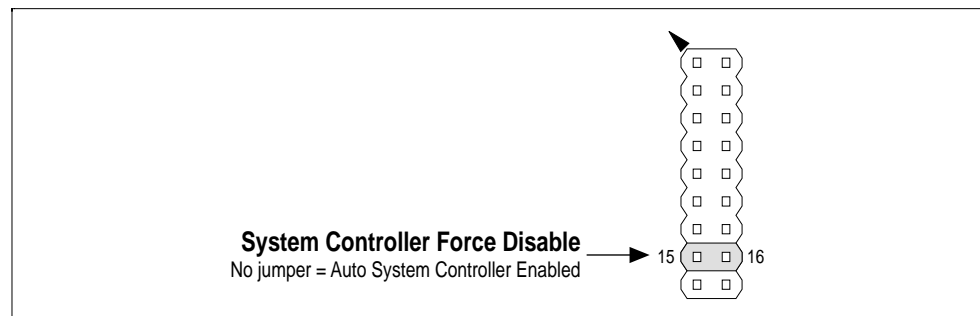 System Controller Force Disable
15 16
No jumper = Auto System Controller Enabled